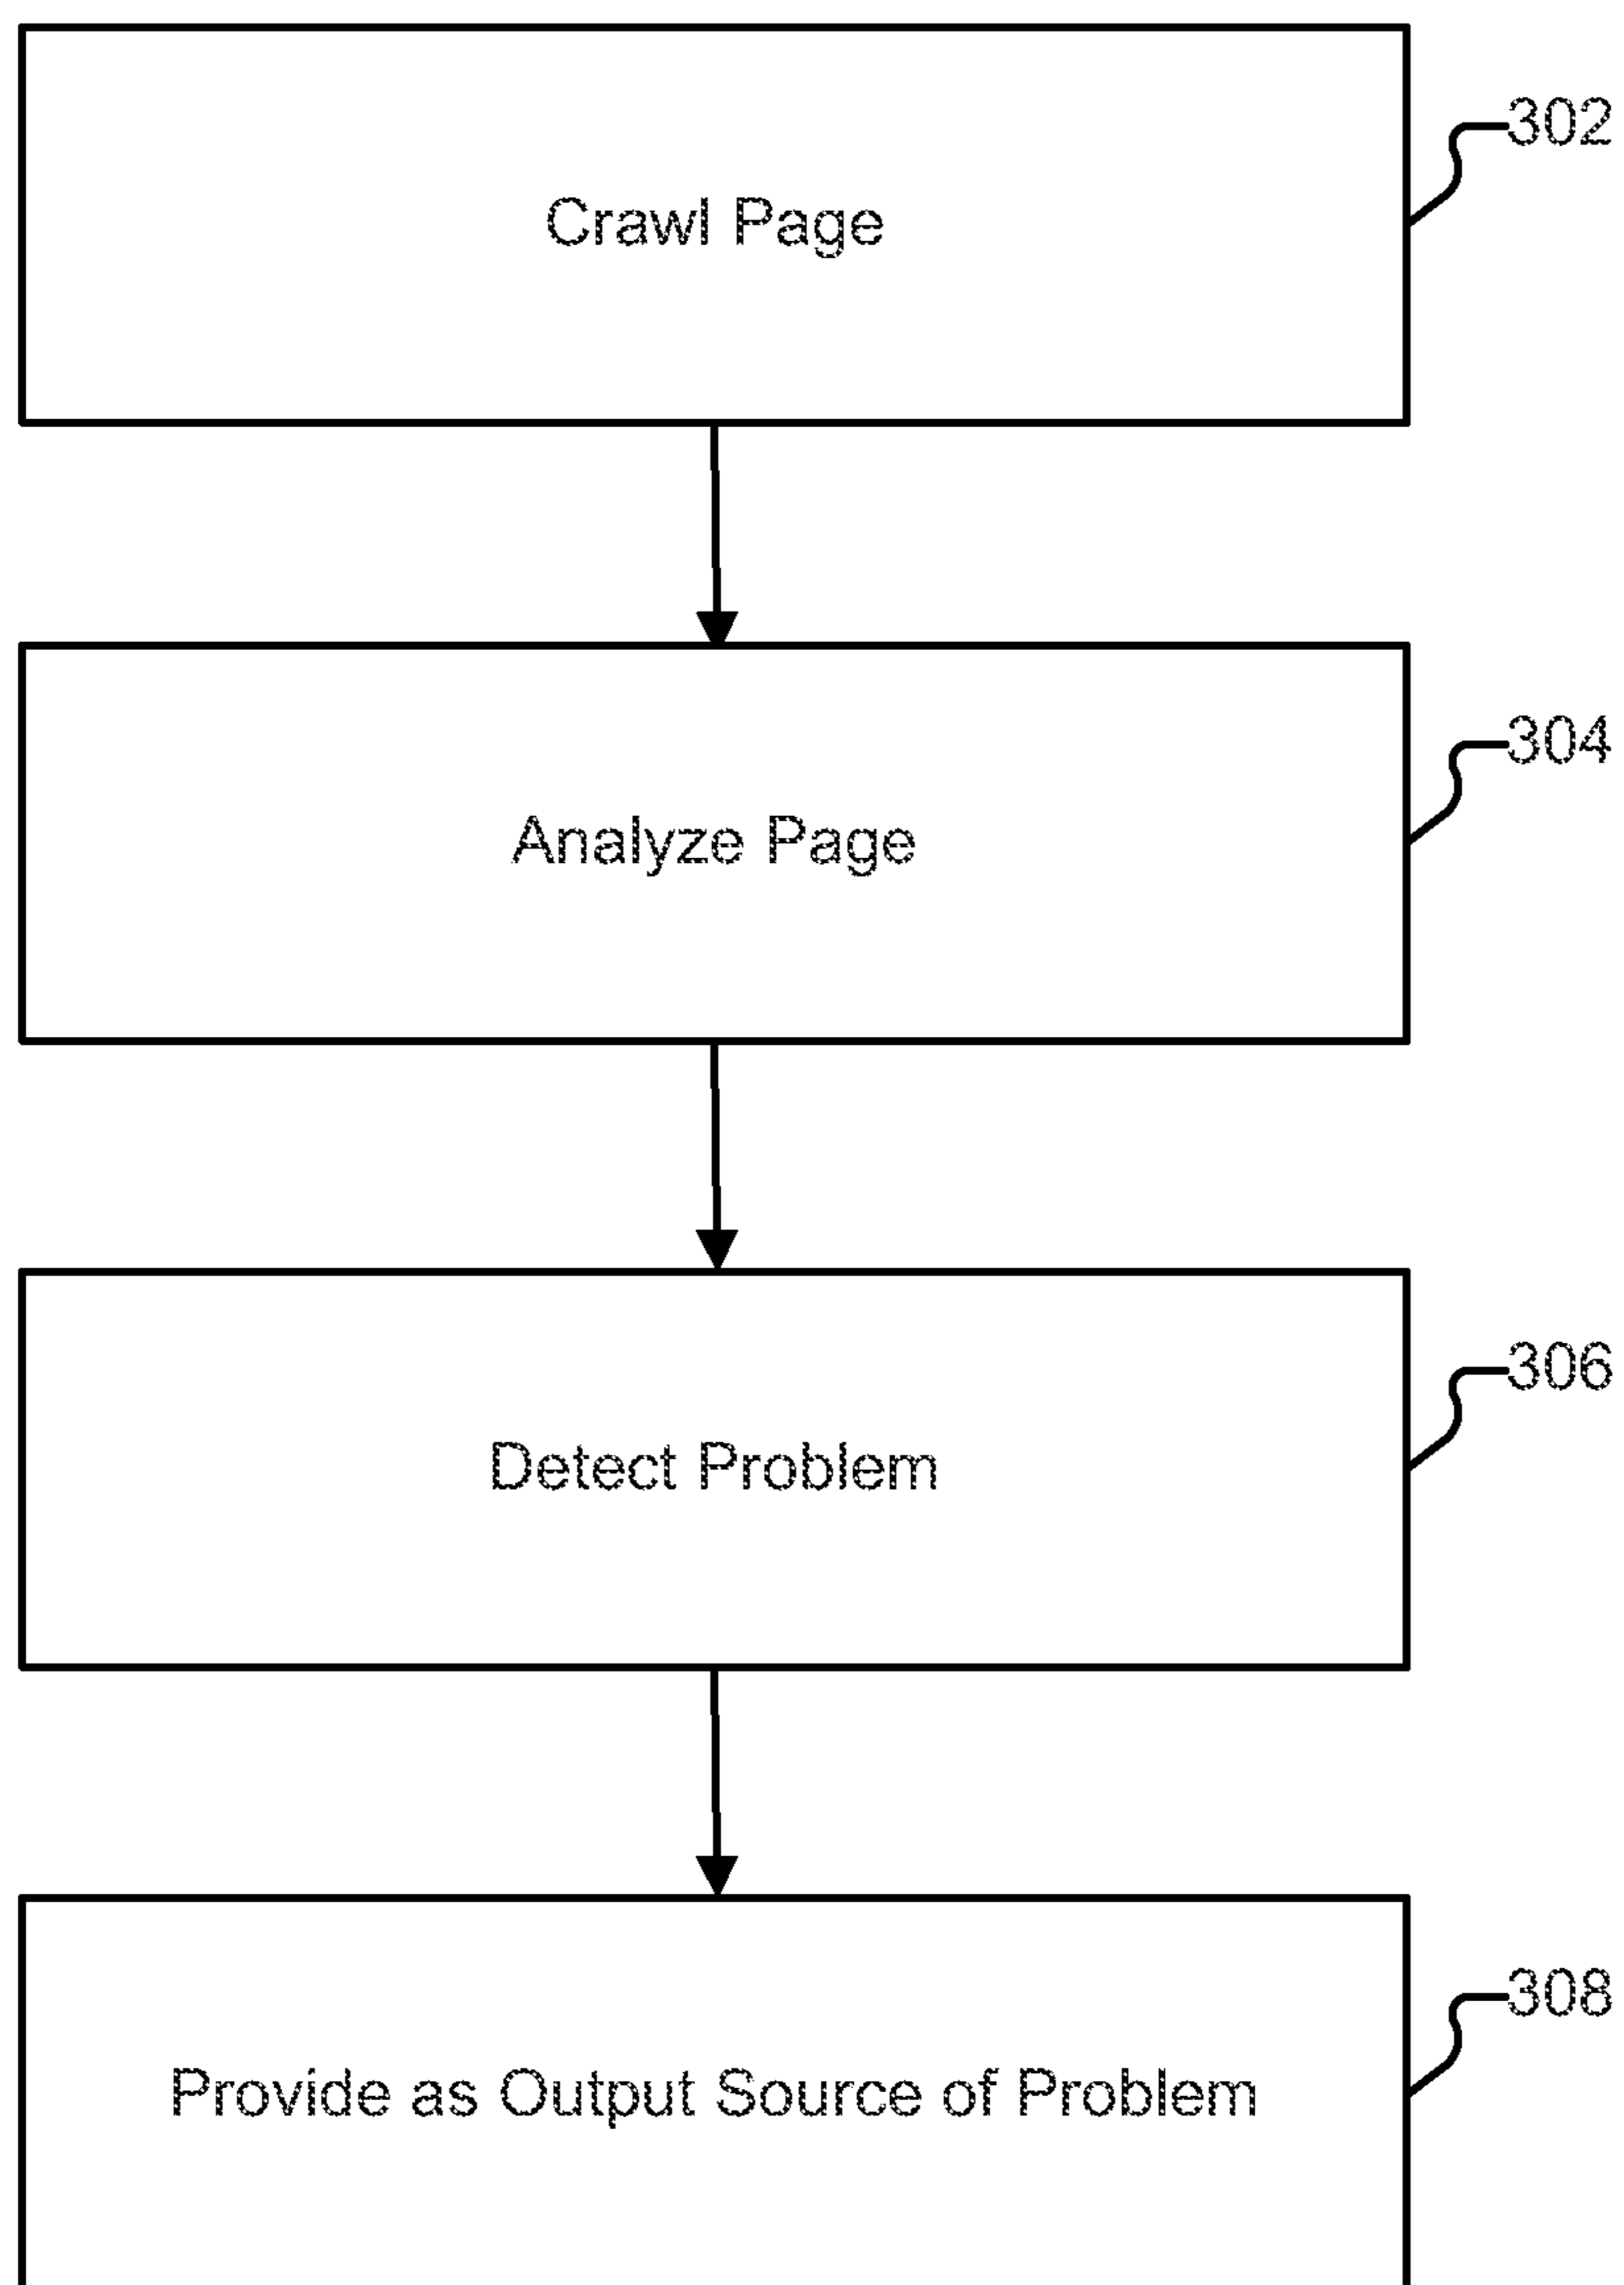 302
Crawl Page
304
Analyze Page
306
Detect Problem
308
Provide as Output Source of Problem